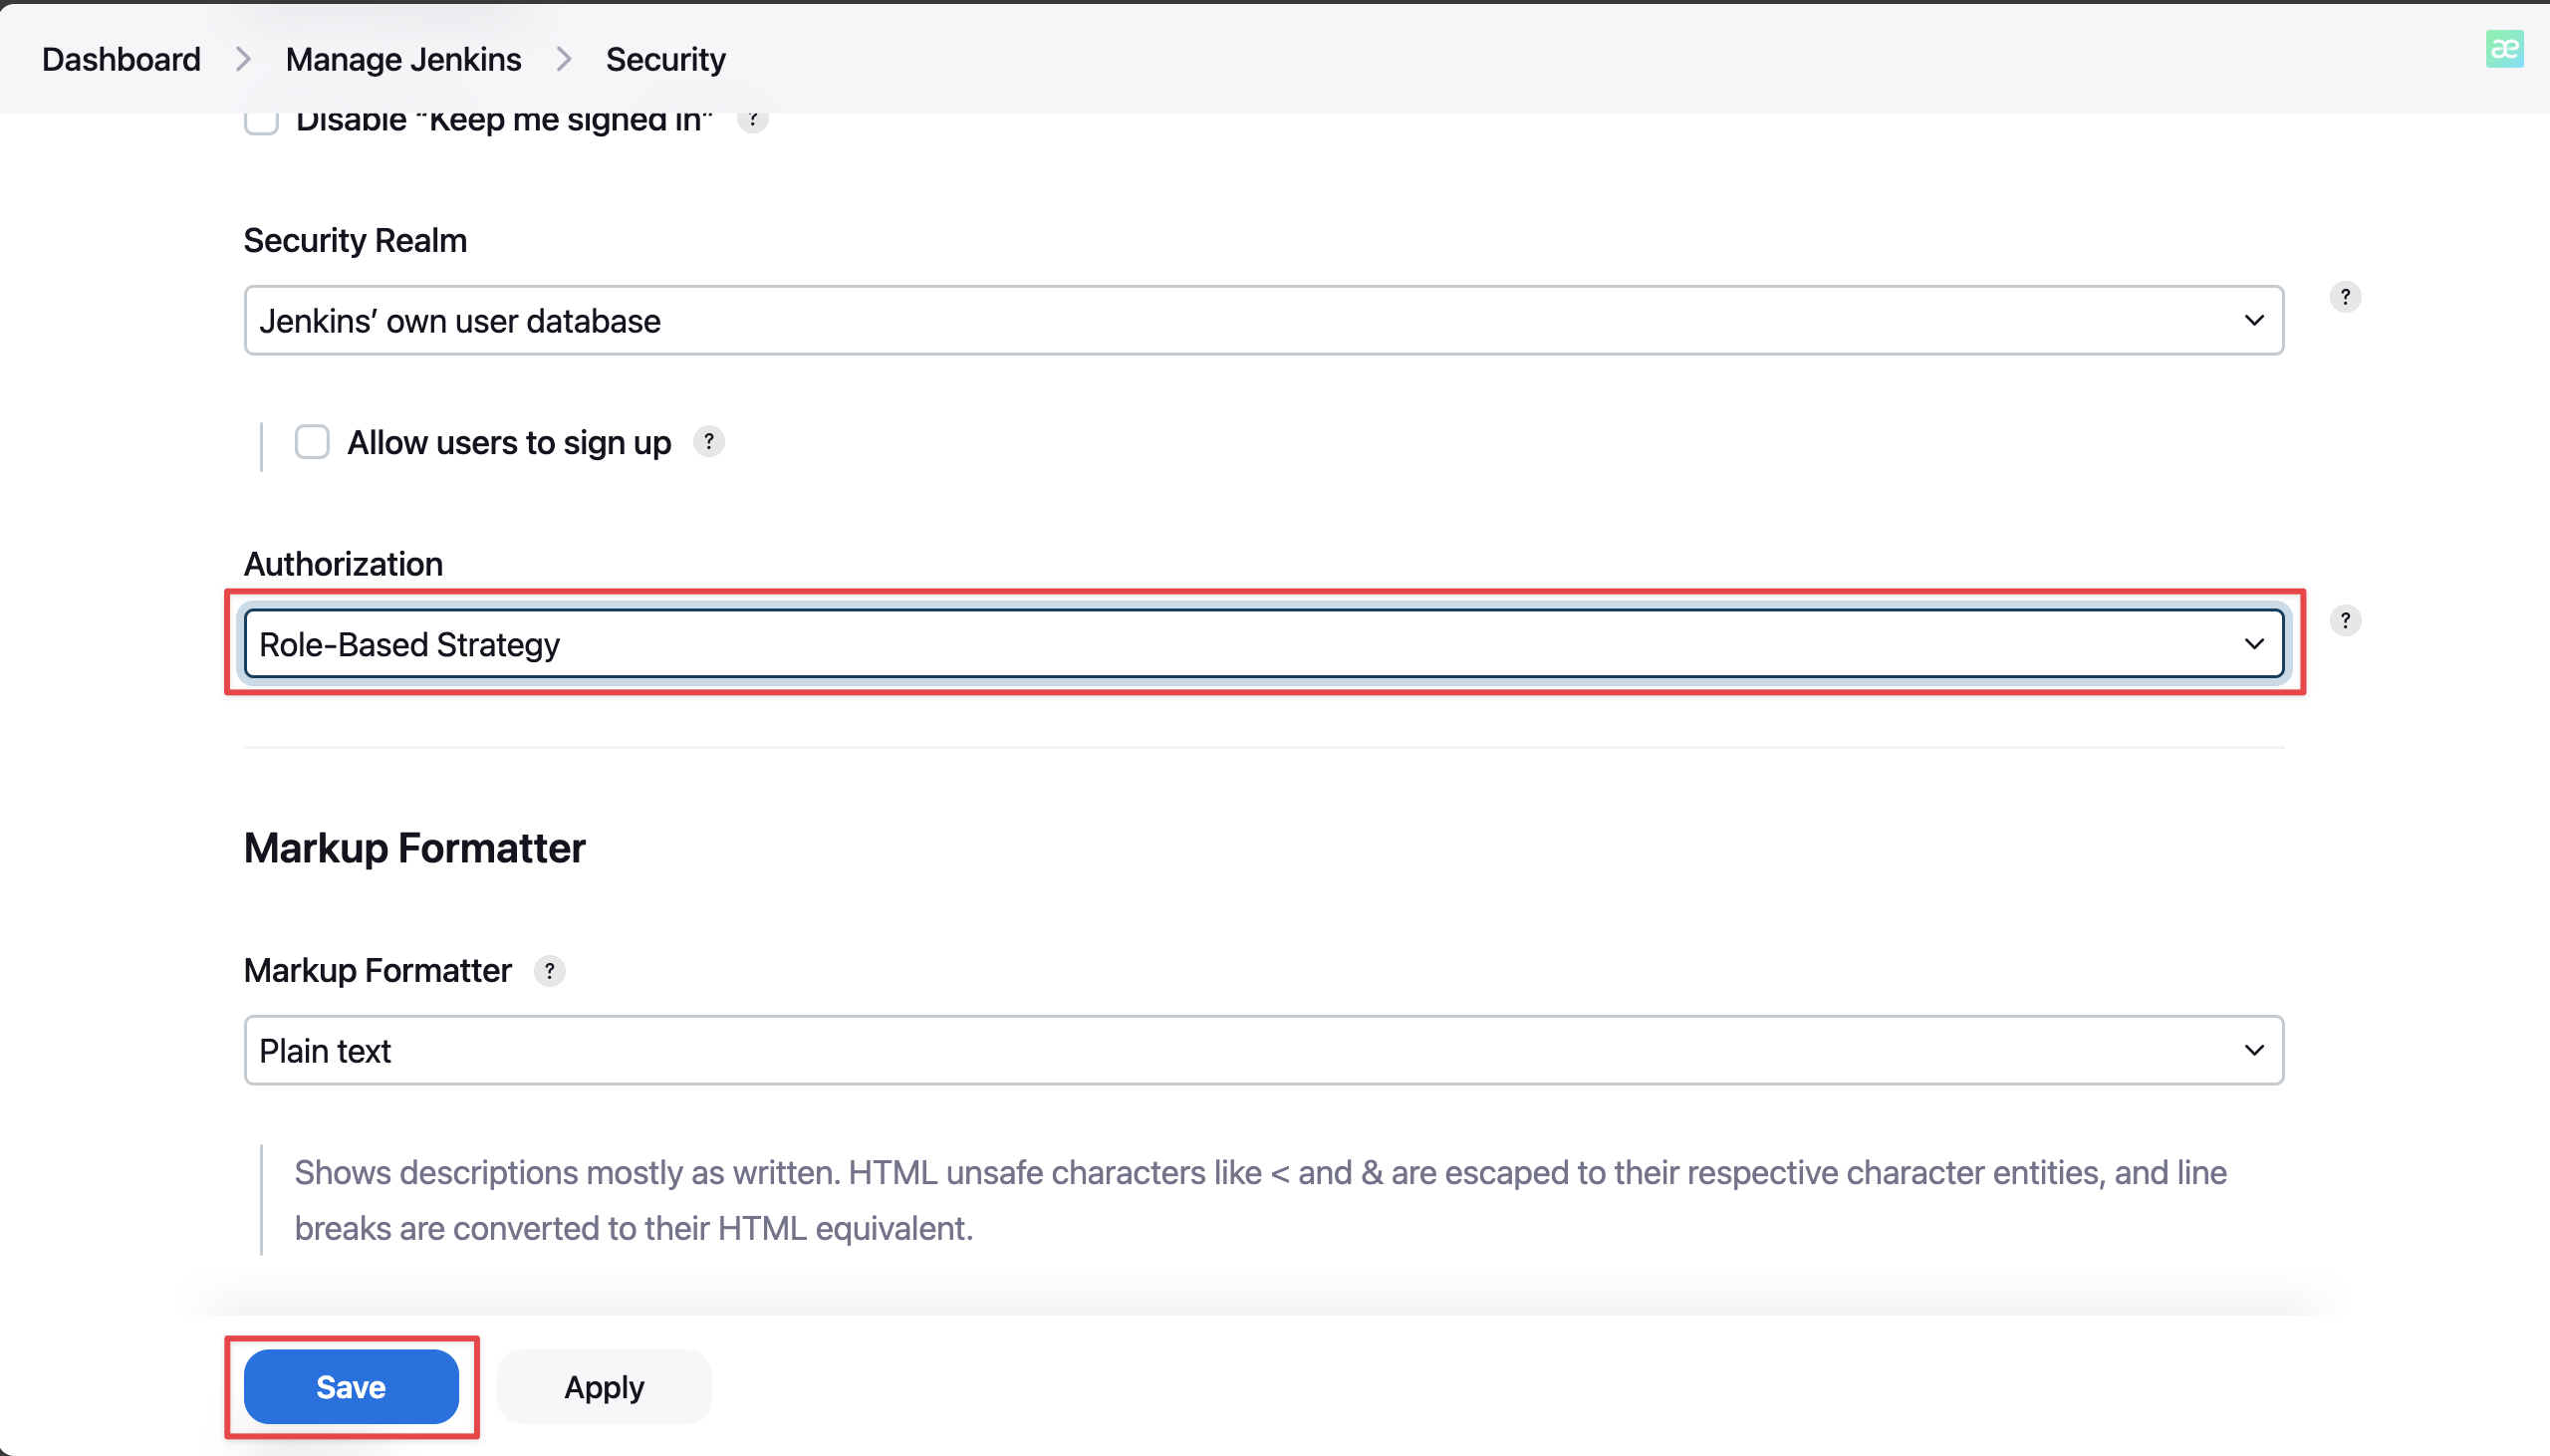 Dashboard > Manage Jenkins > Security
æ
Disable “Keep me signed in” ?
Security Realm
Jenkins’ own user database
?
Allow users to sign up ?
Authorization
Role-Based Strategy
?
Markup Formatter
Markup Formatter ?
Plain text
Shows descriptions mostly as written. HTML unsafe characters like < and & are escaped to their respective character entities, and line
breaks are converted to their HTML equivalent.
Save Apply